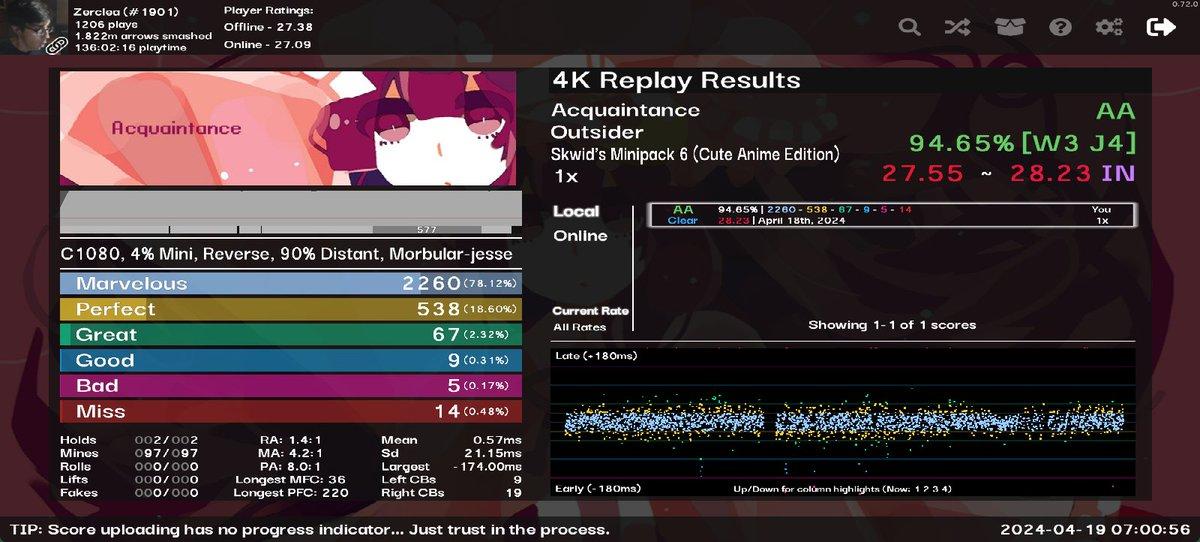 Zerclea (#1901)
1206 plays
1.822m arrows smashed
136:02:16 playtime
Player Ratings:
Offline - 27.38
Online - 27.09
0.72.0
Acquaintance
577
C1080, 4% Mini, Reverse, 90% Distant, Morbular-jesse
Marvelous 2260 (78.12%)
Perfect 538 (18.60%)
Great 67 (2.32%)
Good 9 (0.31%)
Bad 5 (0.17%)
Miss 14 (0.48%)
Holds 002/002
Mines 097/097
Rolls 000/000
Lifts 000/000
Fakes 000/000
RA: 1.4:1
MA: 4.2:1
PA: 8.0:1
Longest MFC: 36
Longest PFC: 220
Mean 0.57ms
Sd 21.15ms
Largest -174.00ms
Left CBs 9
Right CBs 19
4K Replay Results
Acquaintance
Outsider
Skwid's Minipack 6 (Cute Anime Edition)
1x
AA
94.65% [W3 J4]
27.55 ~ 28.23 IN
Local
Online
Current Rate
All Rates
AA 94.65% | 2260 - 538 - 67 - 9 - 5 - 14 You
Clear 28.23 | April 18th, 2024 1x
Showing 1-1 of 1 scores
Late (+180ms)
Early (-180ms)
Up/Down for column highlights (Now: 1 2 3 4)
TIP: Score uploading has no progress indicator... Just trust in the process.
2024-04-19 07:00:56